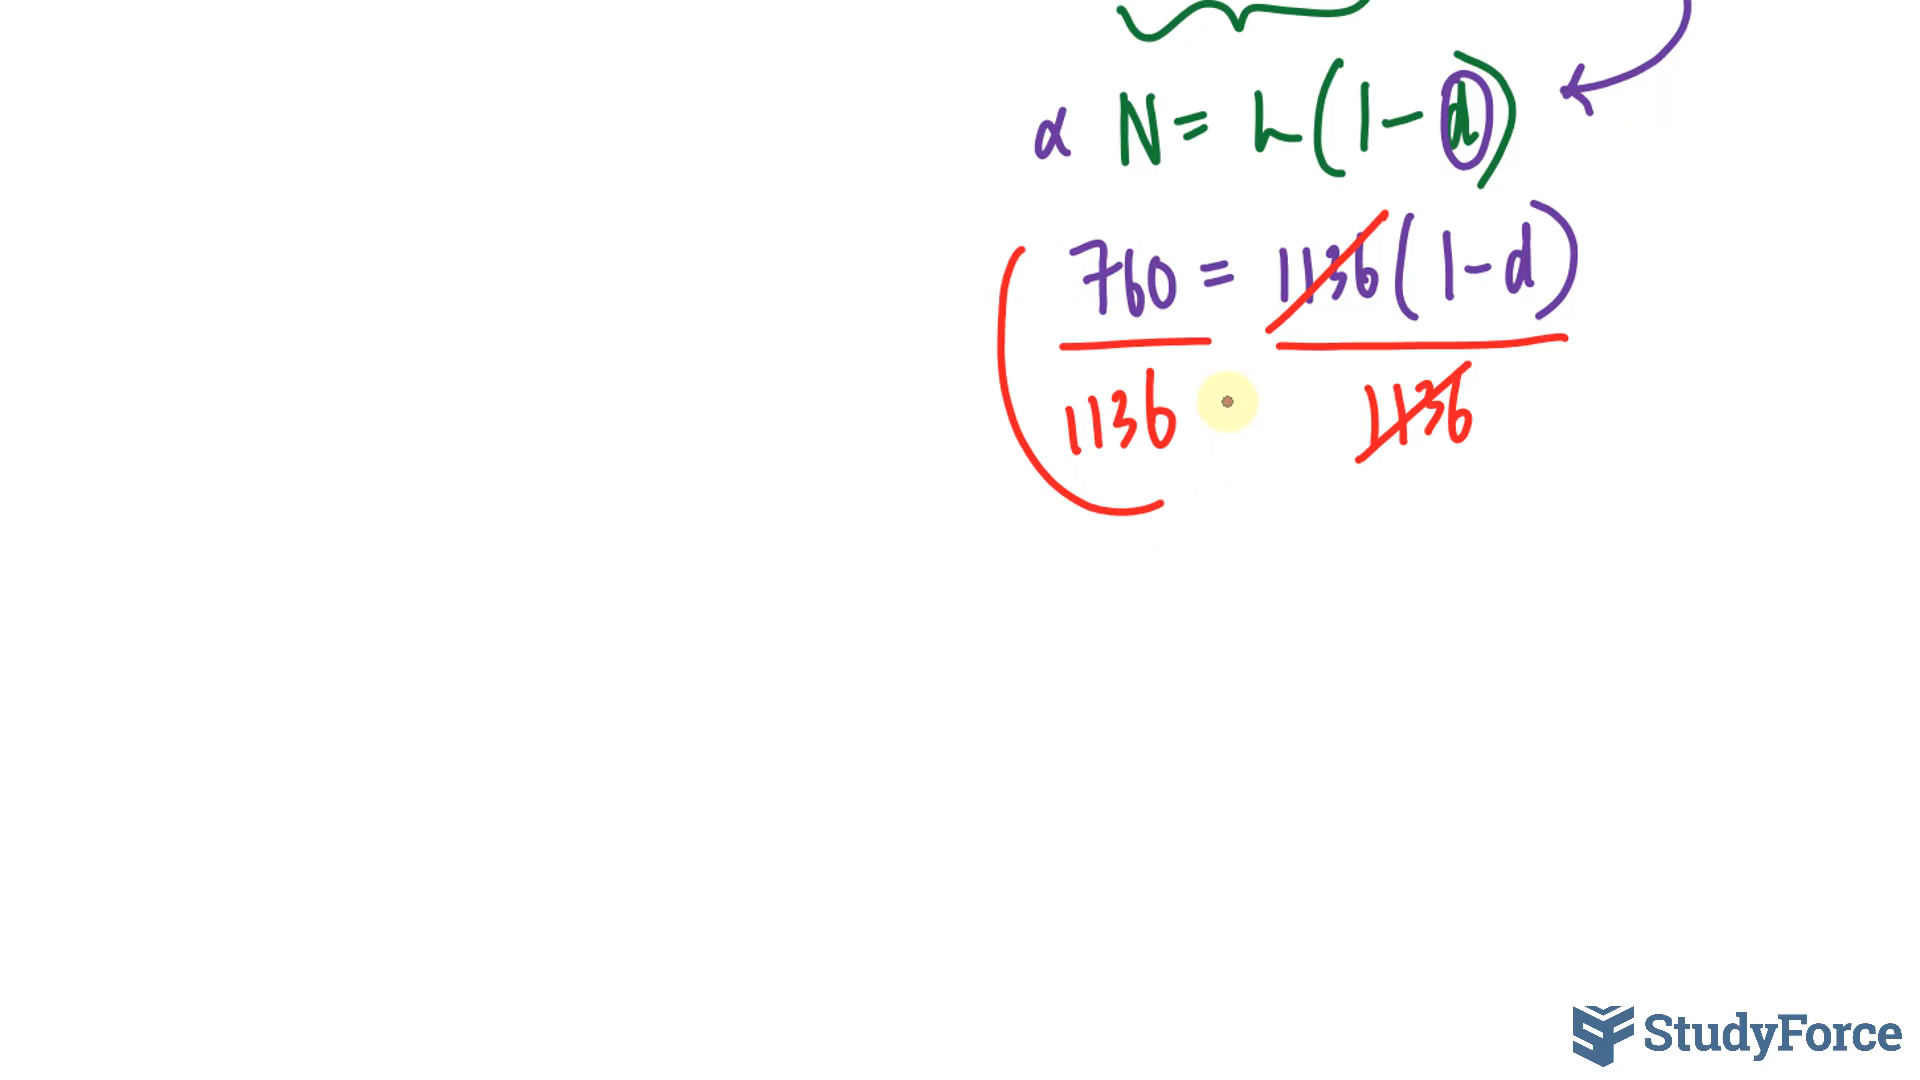 α N = L(1-d)
760 = 1136(1-d)
1136 1136
StudyForce